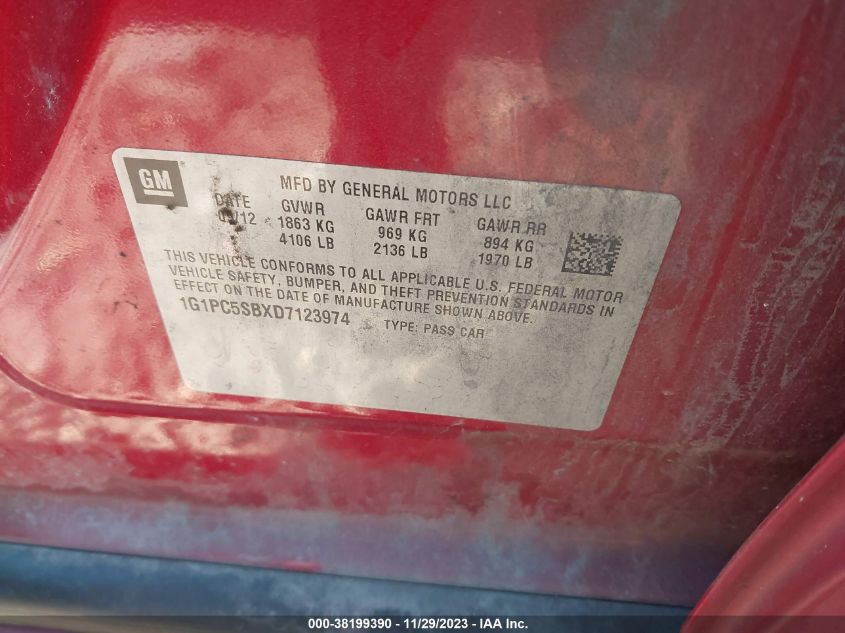 GM
MFD BY GENERAL MOTORS LLC
DATE GVWR GAWR FRT GAWR RR
1863 KG 969 KG 894 KG
4106 LB 2136 LB 1970 LB
THIS VEHICLE CONFORMS TO ALL APPLICABLE U.S. FEDERAL MOTOR
VEHICLE SAFETY, BUMPER, AND THEFT PREVENTION STANDARDS IN
EFFECT ON THE DATE OF MANUFACTURE SHOWN ABOVE.
1G1PC5SBXD7123974 TYPE: PASS CAR
000-38199390 - 11/29/2023 - IAA Inc.